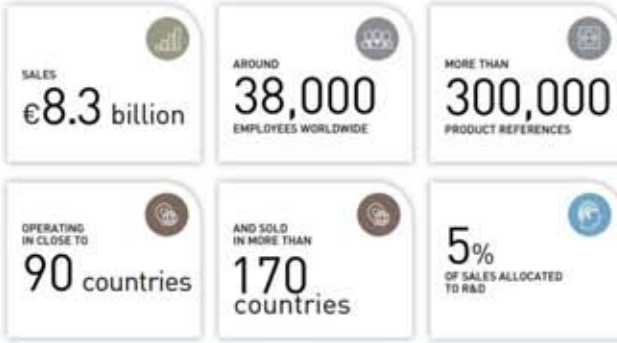 SALES
€8.3 billion
AROUND
38,000
EMPLOYEES WORLDWIDE
MORE THAN
300,000
PRODUCT REFERENCES
OPERATING
IN CLOSE TO
90 countries
AND SOLD
IN MORE THAN
170
countries
5%
OF SALES ALLOCATED
TO R&D